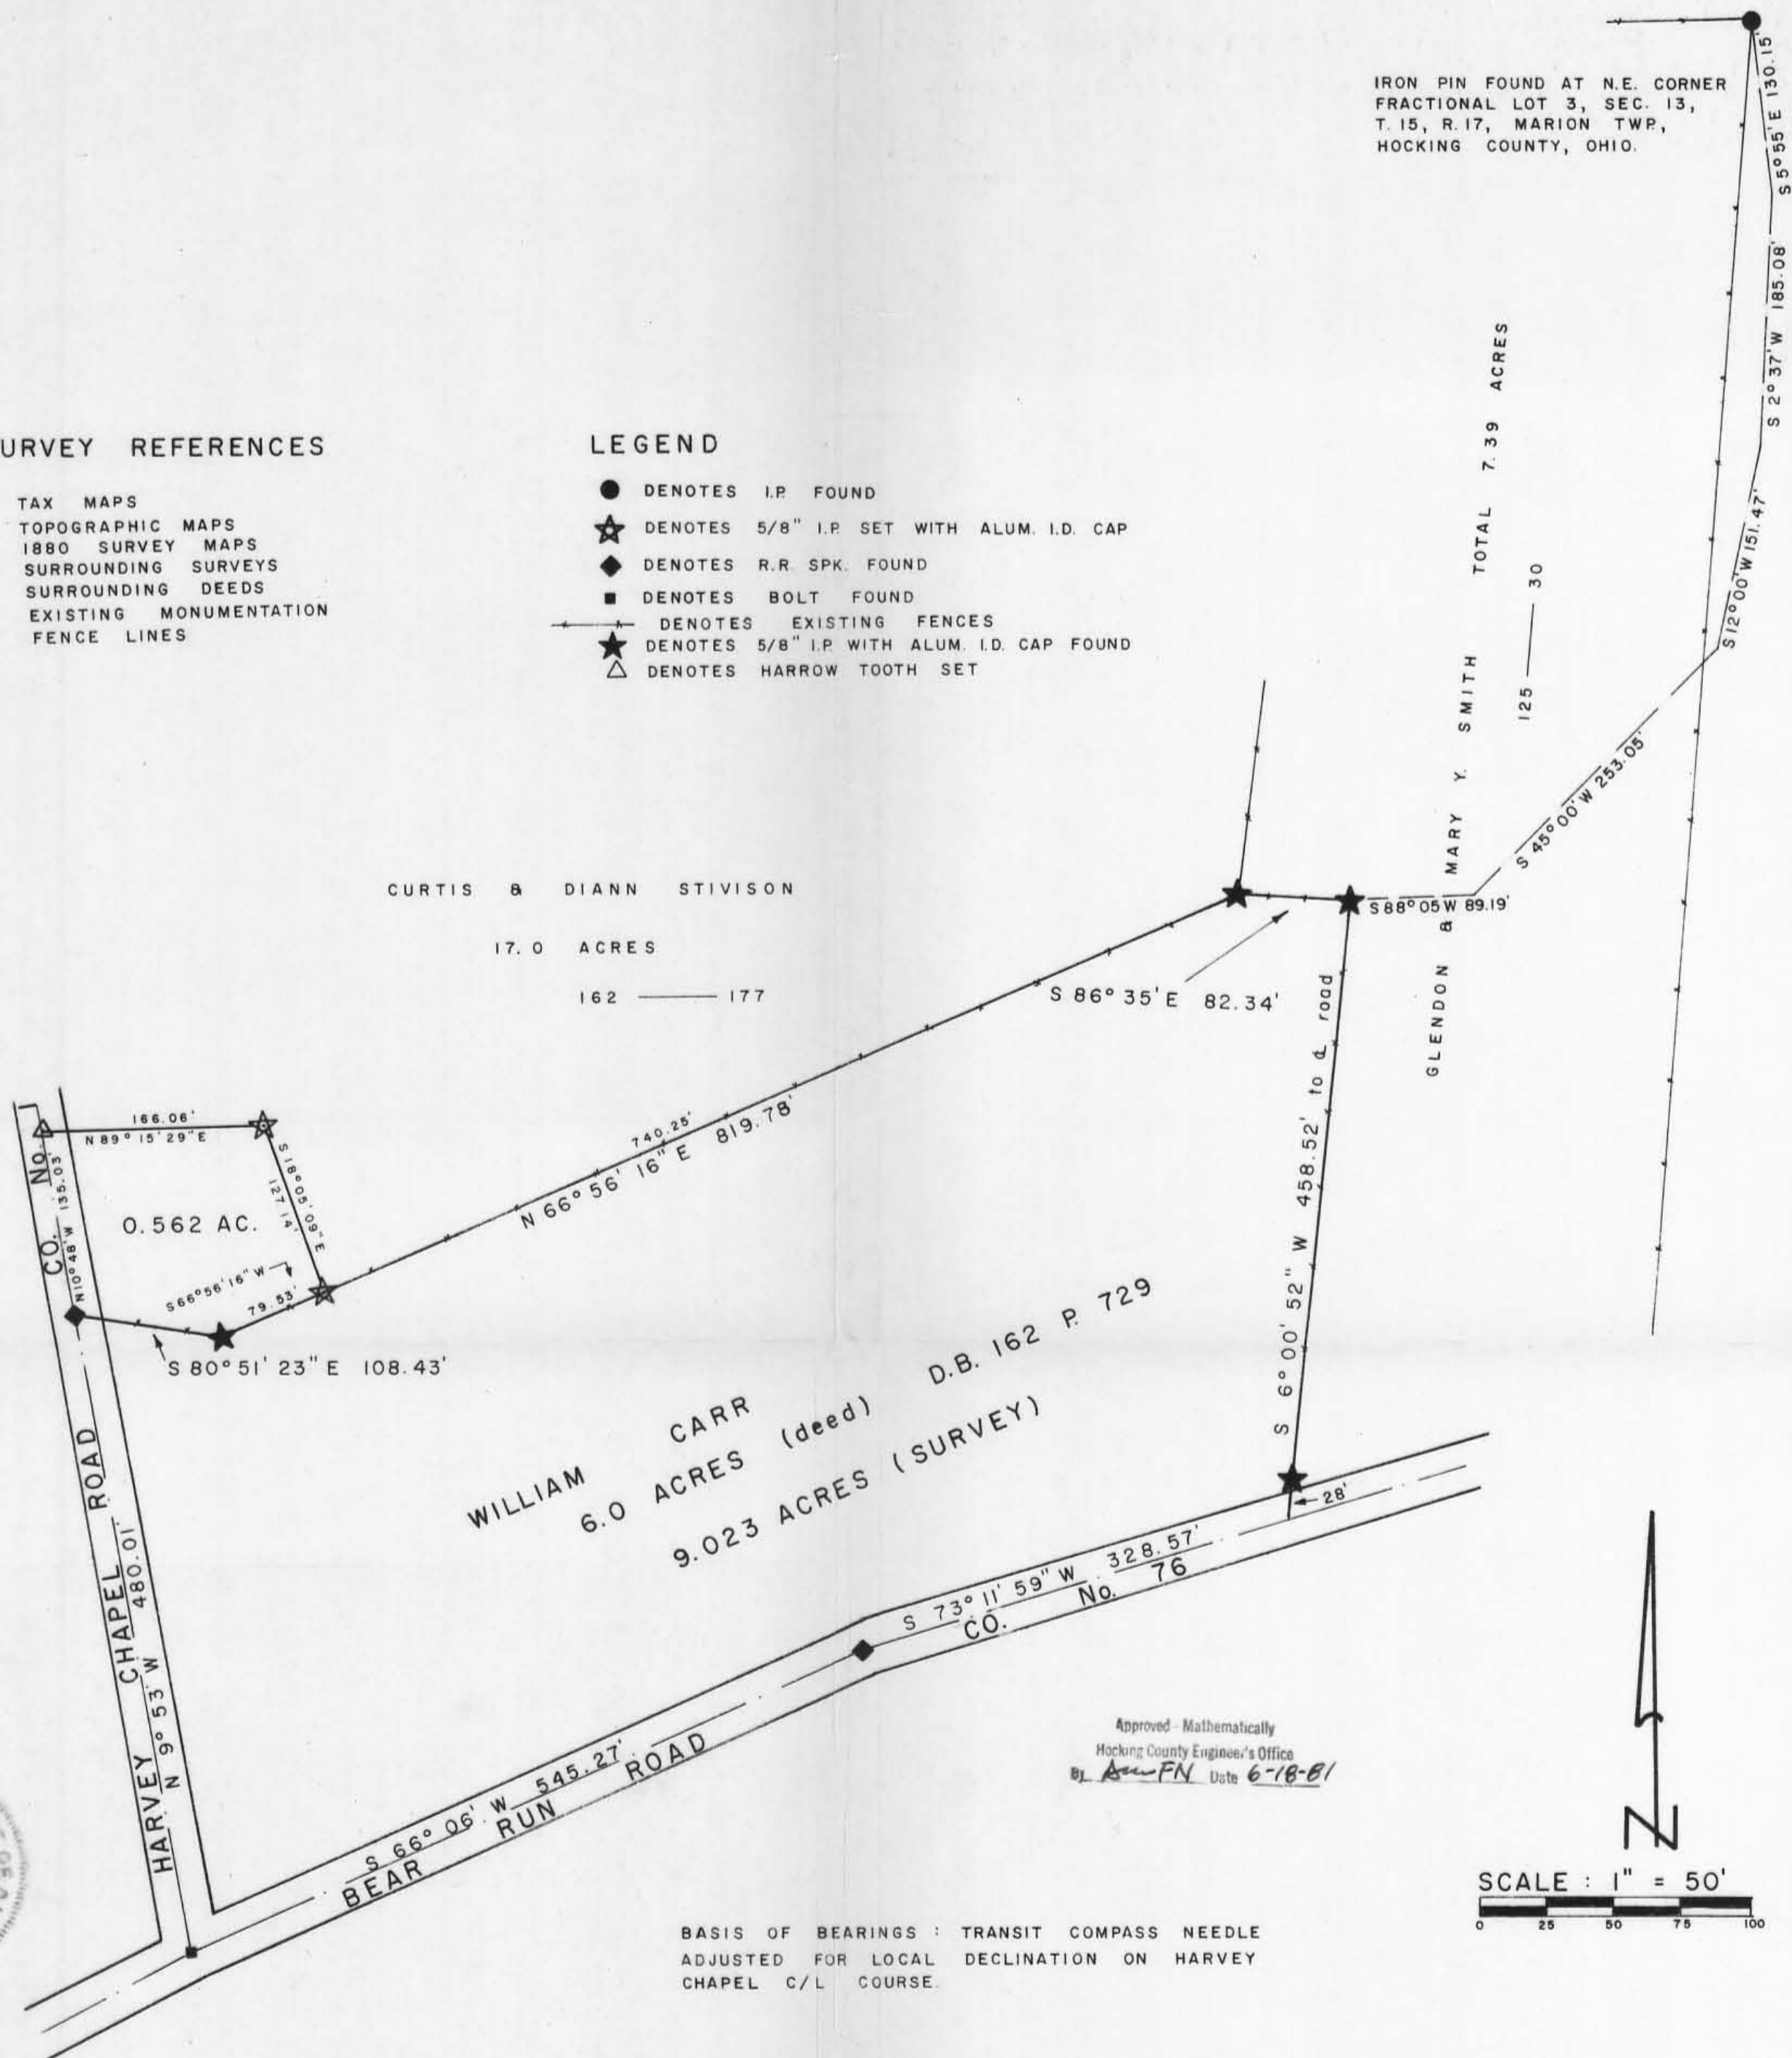 IRON PIN FOUND AT N.E. CORNER
FRACTIONAL LOT 3, SEC. 13,
T. 15, R. 17, MARION TWP.,
HOCKING COUNTY, OHIO.
S 5° 55' E 130.15'
S 2° 37' W 185.08'
S 12° 00' W 151.47'
S 45° 00' W 253.05'
S 88° 05 W 89.19'
URVEY REFERENCES
TAX MAPS
TOPOGRAPHIC MAPS
1880 SURVEY MAPS
SURROUNDING SURVEYS
SURROUNDING DEEDS
EXISTING MONUMENTATION
FENCE LINES
LEGEND
DENOTES I.P. FOUND
DENOTES 5/8" I.P. SET WITH ALUM. I.D. CAP
DENOTES R.R. SPK. FOUND
DENOTES BOLT FOUND
DENOTES EXISTING FENCES
DENOTES 5/8" I.P. WITH ALUM. I.D. CAP FOUND
DENOTES HARROW TOOTH SET
GLENDON & MARY Y. SMITH TOTAL 7.39 ACRES
125 30
CURTIS & DIANN STIVISON
17.0 ACRES
162 177
S 86° 35' E 82.34'
166.06'
N 89° 15' 29" E
S 18° 05' 09" E
127.14'
N 10° 48' W 135.03'
0.562 AC.
S 66° 56' 16" W
79.53'
S 80° 51' 23" E 108.43'
740.25'
N 66° 56' 16" E 819.78'
S 6° 00' 52" W 458.52' to ℄ road
28'
WILLIAM CARR
6.0 ACRES (deed) D.B. 162 P. 729
9.023 ACRES (SURVEY)
HARVEY CHAPEL ROAD CO. No.
N 9° 53' W 480.01'
S 73° 11' 59" W 328.57'
CO. No. 76
S 66° 06' W 545.27'
BEAR RUN ROAD
Approved - Mathematically
Hocking County Engineer's Office
By FN Date 6-18-81
N
SCALE : 1" = 50'
0 25 50 75 100
BASIS OF BEARINGS : TRANSIT COMPASS NEEDLE
ADJUSTED FOR LOCAL DECLINATION ON HARVEY
CHAPEL C/L COURSE.